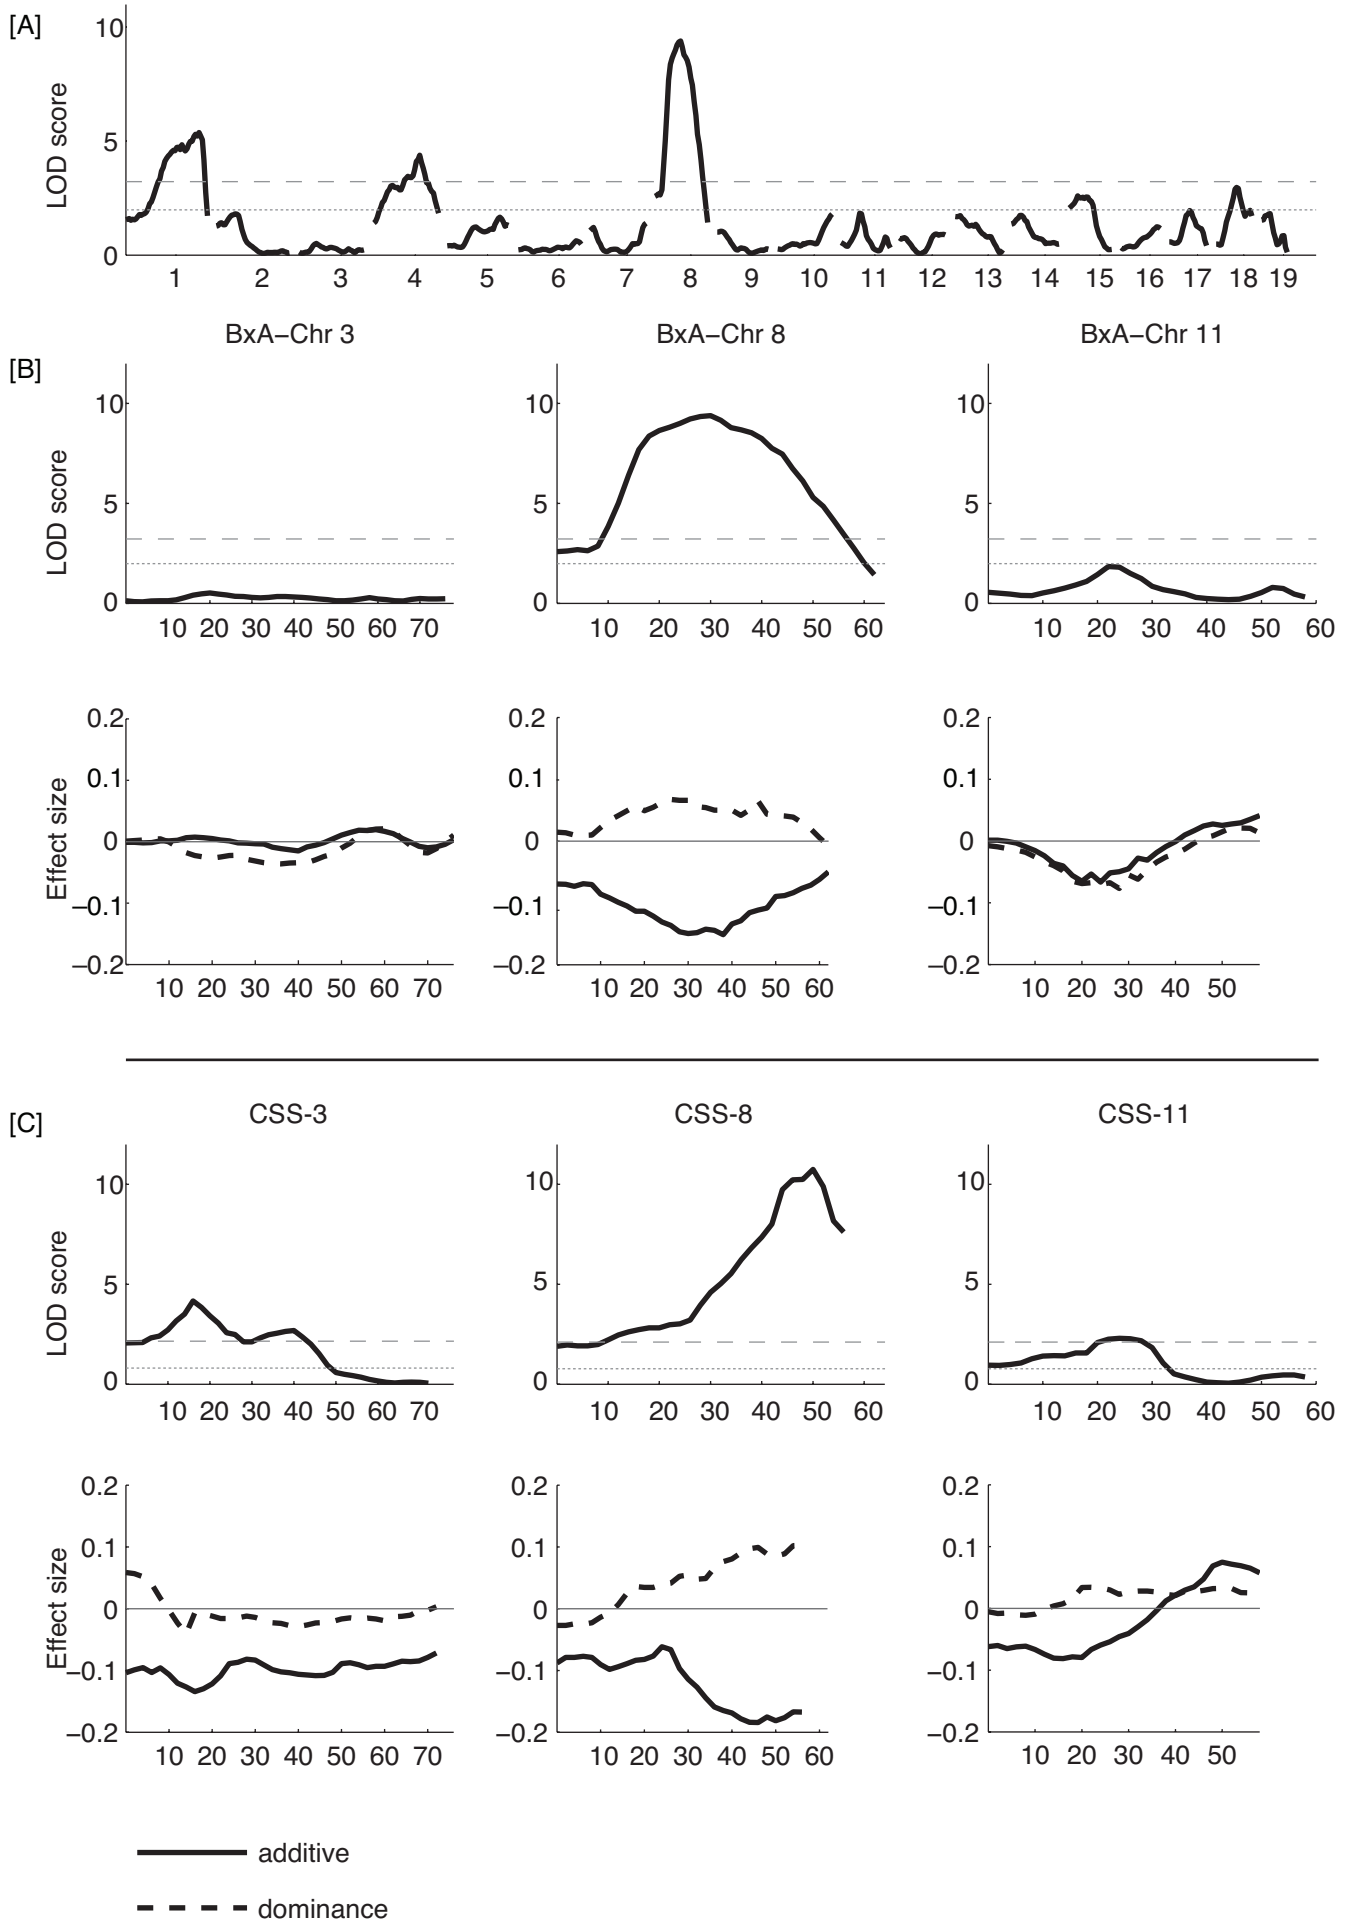 [A]
LOD score
10
5
0
1 2 3 4 5 6 7 8 9 10 11 12 13 14 15 16 17 18 19
[B]
BxA−Chr 3 BxA−Chr 8 BxA−Chr 11
LOD score
10 10 10
5 5 5
0 0 0
10 20 30 40 50 60 70 10 20 30 40 50 60 10 20 30 40 50 60
Effect size
0.2 0.2 0.2
0.1 0.1 0.1
0 0 0
−0.1 −0.1 −0.1
−0.2 −0.2 −0.2
10 20 30 40 50 60 70 10 20 30 40 50 60 10 20 30 40 50
[C]
CSS-3 CSS-8 CSS-11
LOD score
10 10 10
5 5 5
0 0 0
10 20 30 40 50 60 70 10 20 30 40 50 60 10 20 30 40 50 60
Effect size
0.2 0.2 0.2
0.1 0.1 0.1
0 0 0
−0.1 −0.1 −0.1
−0.2 −0.2 −0.2
10 20 30 40 50 60 70 10 20 30 40 50 60 10 20 30 40 50
additive
dominance